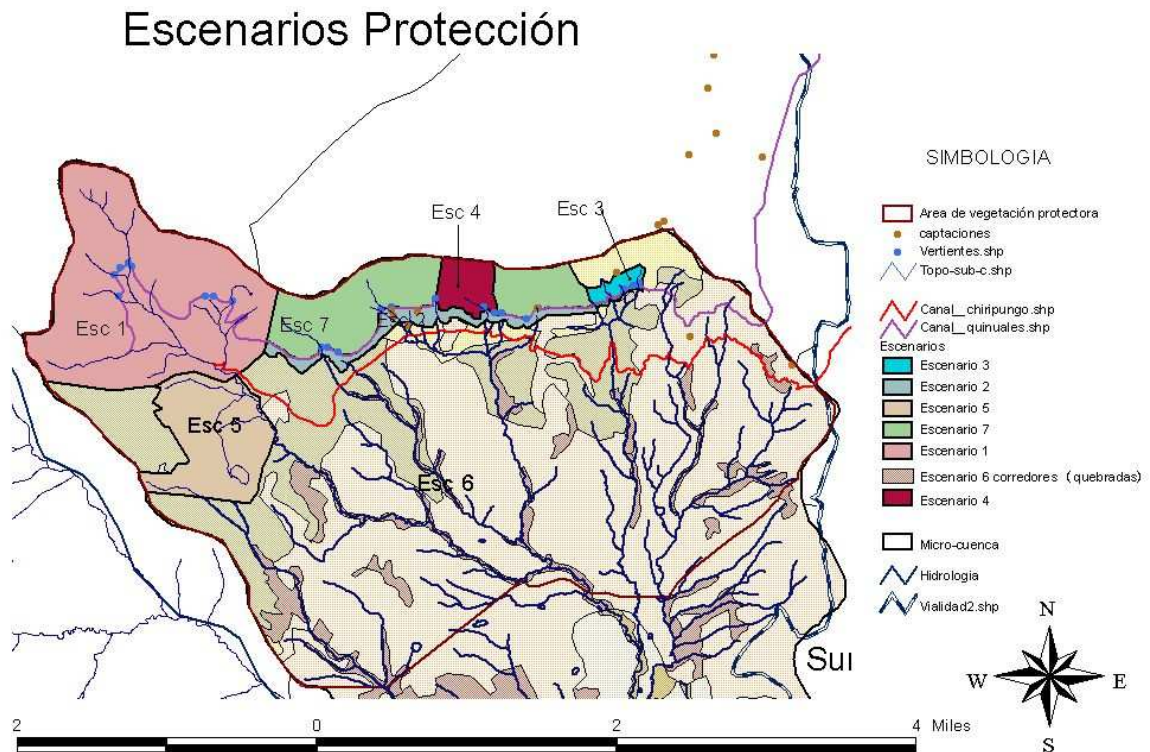 Escenarios Protección
Esc 4
Esc 3
Esc 1
Esc 7
Esc 5
Esc 6
Sur
SIMBOLOGIA
Area de vegetación protectora
captaciones
Vertientes.shp
Topo-sub-c.shp
Canal_chiripungo.shp
Canal_quinuales.shp
Escenarios
Escenario 3
Escenario 2
Escenario 5
Escenario 7
Escenario 1
Escenario 6 corredores (quebradas)
Escenario 4
Micro-cuenca
Hidrologia
Vialidad2.shp
N
W E
S
2 0 2 4 Miles